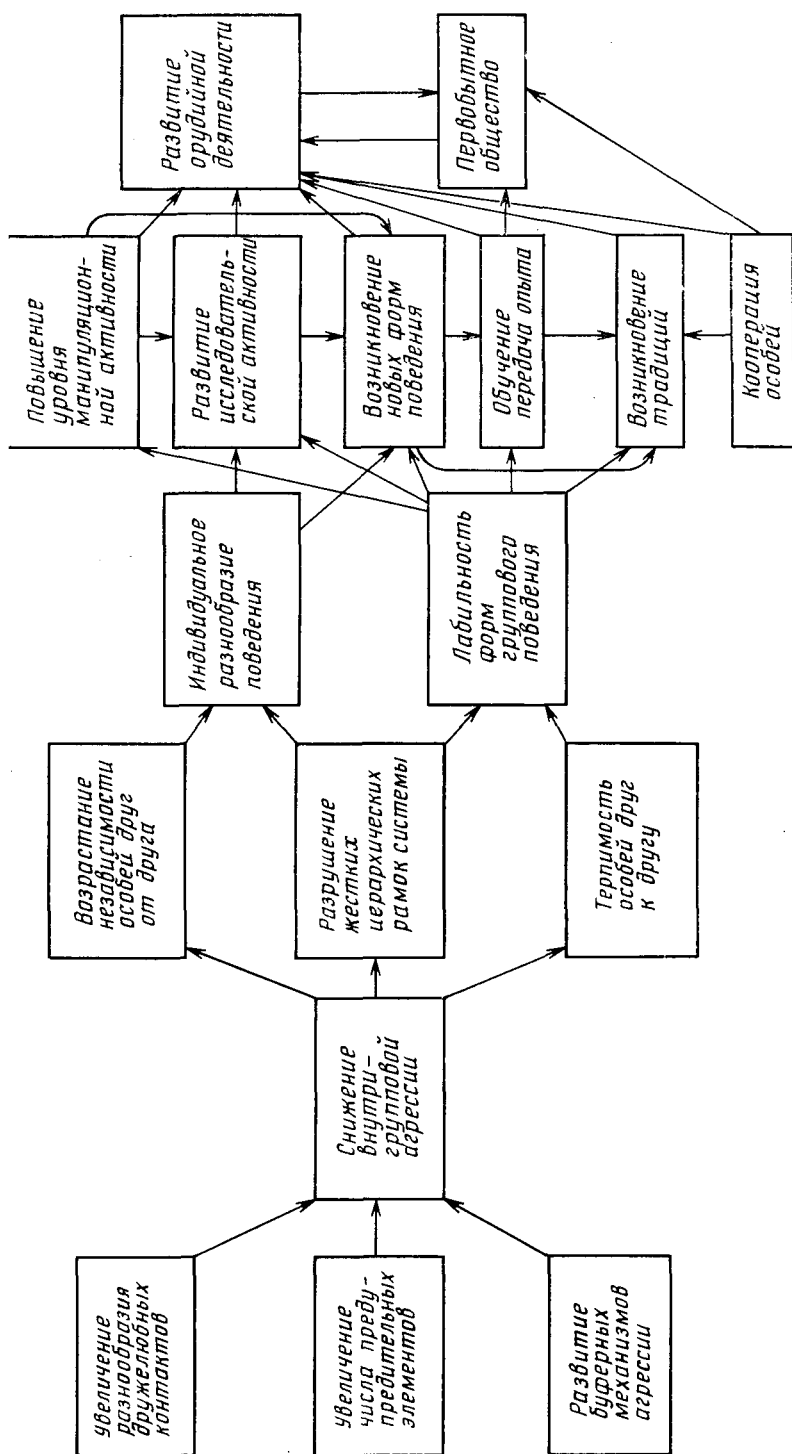 Увеличение
разнообразия
дружелюбных
контактов
Увеличение
числа преду-
предительных
элементов
Развитие
буферных
механизмов
агрессии
Снижение
внутри-
групповой
агрессии
Возрастание
независимости
особей друг
от друга
Разрушение
жестких
иерархических
рамок системы
Терпимость
особей друг
к другу
Индивидуальное
разнообразие
поведения
Лабильность
форм
группового
поведения
Повышение
уровня
манипуляцион-
ной активности
Развитие
исследователь-
ской активности
Возникновение
новых форм
поведения
Обучение
передача опыта
Возникновение
традиций
Кооперация
особей
Развитие
орудийной
деятельности
Первобытное
общество